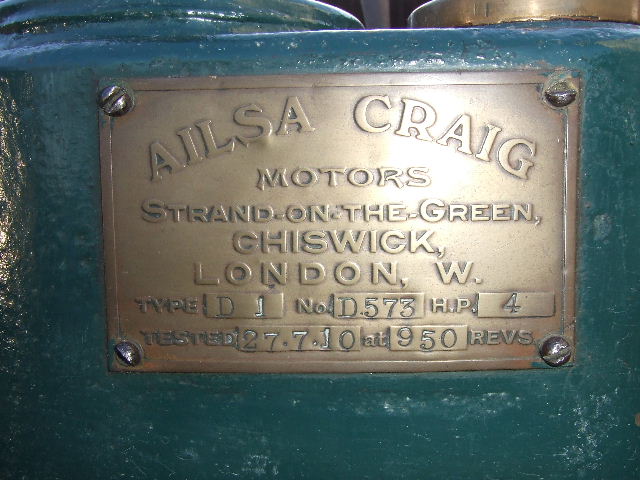 AILSA CRAIG
MOTORS
STRAND-ON-THE-GREEN,
CHISWICK,
LONDON, W.
TYPE D 1 No. D.573 H.P. 4
TESTED 27.7.10 at 950 REVS.